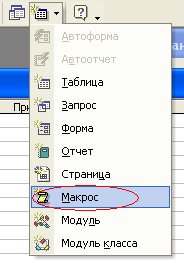 Автоформа
Автоотчет
Таблица
Запрос
Форма
Отчет
Страница
Макрос
Модуль
Модуль класса